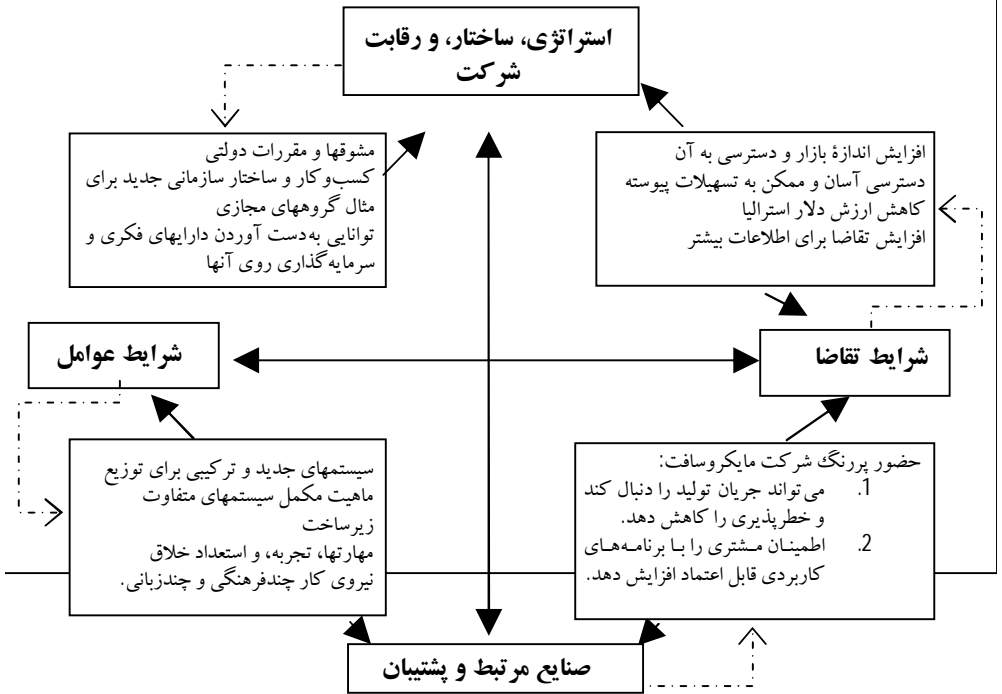 استراتژی، ساختار، و رقابت
شرکت
مشوقها و مقررات دولتی
کسب‌وکار و ساختار سازمانی جدید برای
مثال گروههای مجازی
توانایی به‌دست آوردن دارایهای فکری و
سرمایه‌گذاری روی آنها
افزایش اندازۀ بازار و دسترسی به آن
دسترسی آسان و ممکن به تسهیلات پیوسته
کاهش ارزش دلار استرالیا
افزایش تقاضا برای اطلاعات بیشتر
شرایط عوامل
شرایط تقاضا
سیستمهای جدید و ترکیبی برای توزیع
ماهیت مکمل سیستمهای متفاوت
زیرساخت
مهارتها، تجربه، و استعداد خلاق
نیروی کار چندفرهنگی و چندزبانی.
حضور پررنگ شرکت مایکروسافت:
1. می‌تواند جریان تولید را دنبال کند
و خطرپذیری را کاهش دهد.
2. اطمینان مشتری را با برنامه‌های
کاربردی قابل اعتماد افزایش دهد.
صنایع مرتبط و پشتیبان